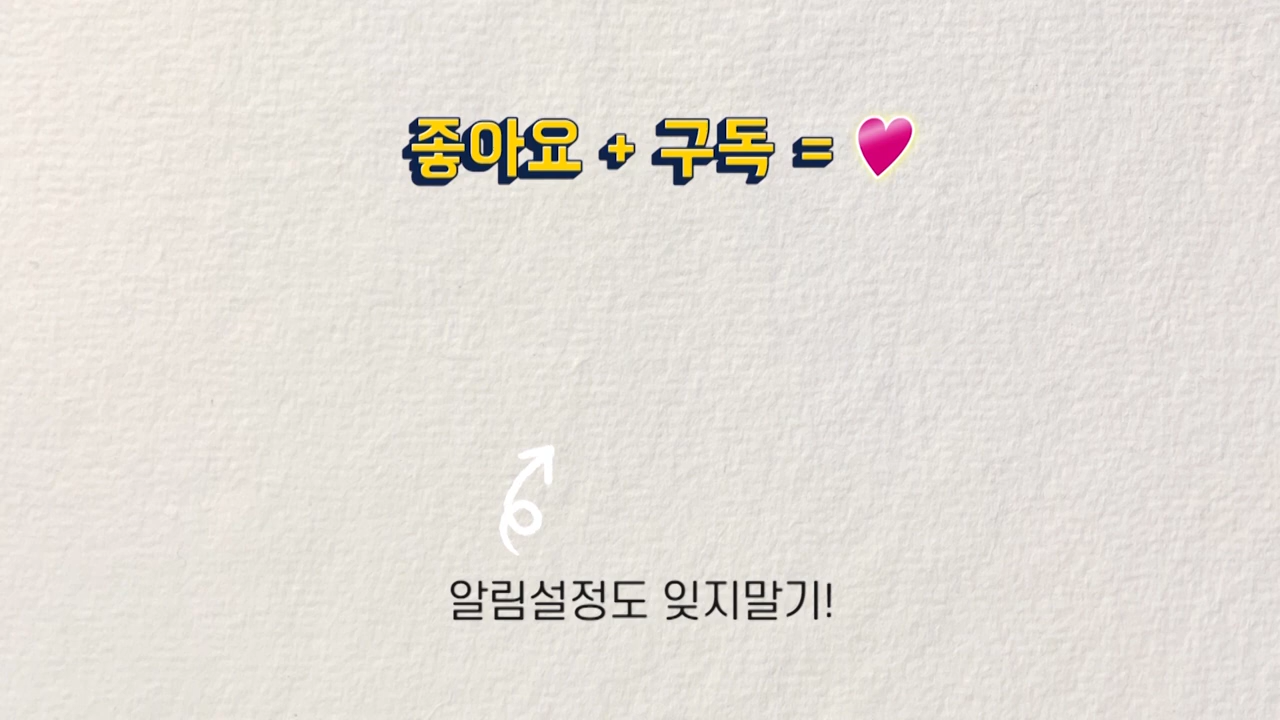 좋아요 + 구독 = 🩷
알림설정도 잊지말기!